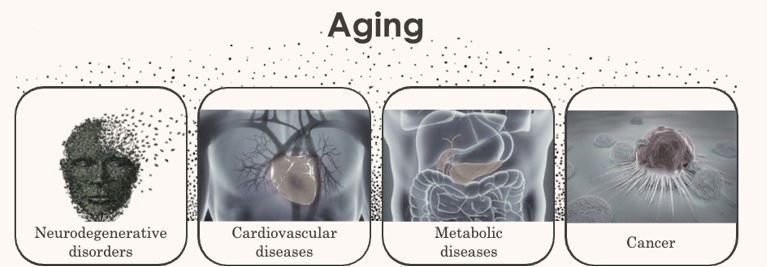 Aging
Neurodegenerative
disorders
Cardiovascular
diseases
Metabolic
diseases
Cancer